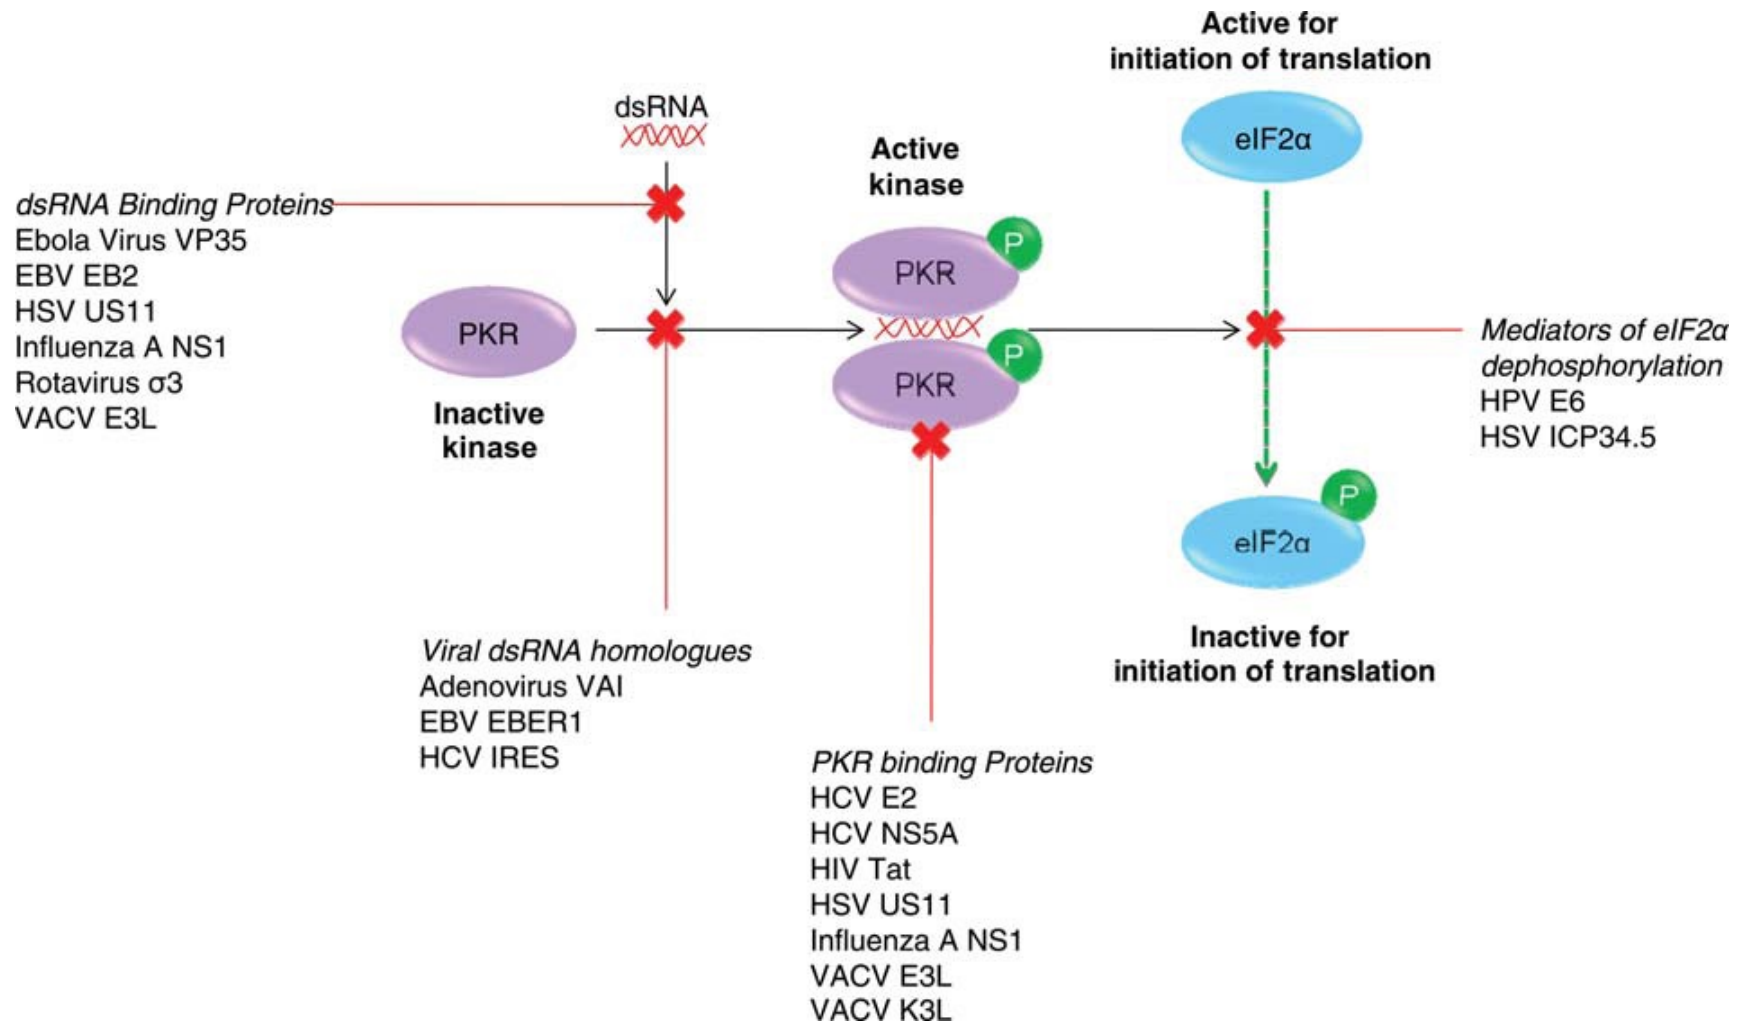 Active for
initiation of translation
eIF2α
dsRNA
Active
kinase
dsRNA Binding Proteins
Ebola Virus VP35
EBV EB2
HSV US11
Influenza A NS1
Rotavirus σ3
VACV E3L
PKR
Inactive
kinase
P
PKR
P
PKR
Mediators of eIF2α
dephosphorylation
HPV E6
HSV ICP34.5
P
eIF2α
Inactive for
initiation of translation
Viral dsRNA homologues
Adenovirus VAI
EBV EBER1
HCV IRES
PKR binding Proteins
HCV E2
HCV NS5A
HIV Tat
HSV US11
Influenza A NS1
VACV E3L
VACV K3L